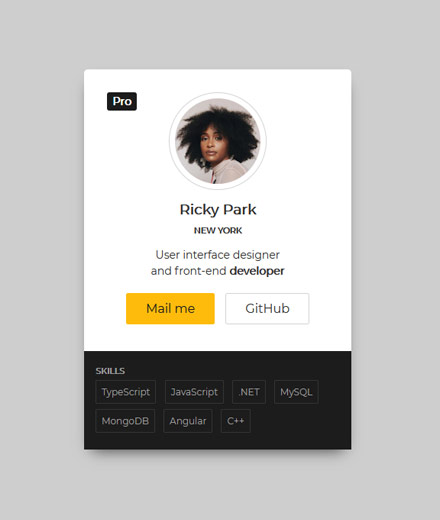 Pro
Ricky Park
NEW YORK
User interface designer
and front-end developer
Mail me
GitHub
SKILLS
TypeScript
JavaScript
.NET
MySQL
MongoDB
Angular
C++